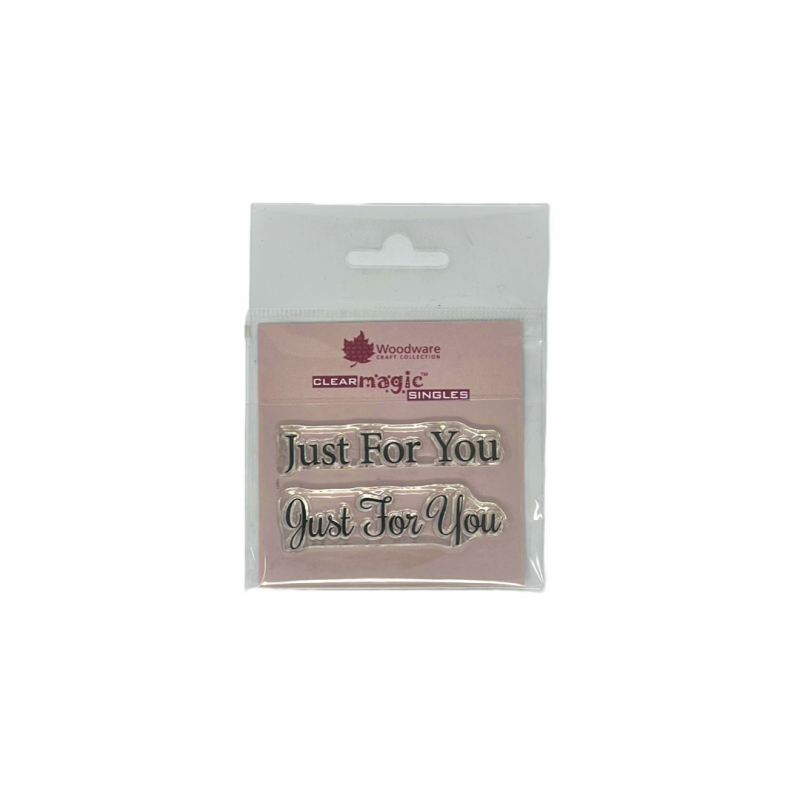 Woodware
CRAFT COLLECTION
CLEAR magic™
SINGLES
Just For You
Just For You